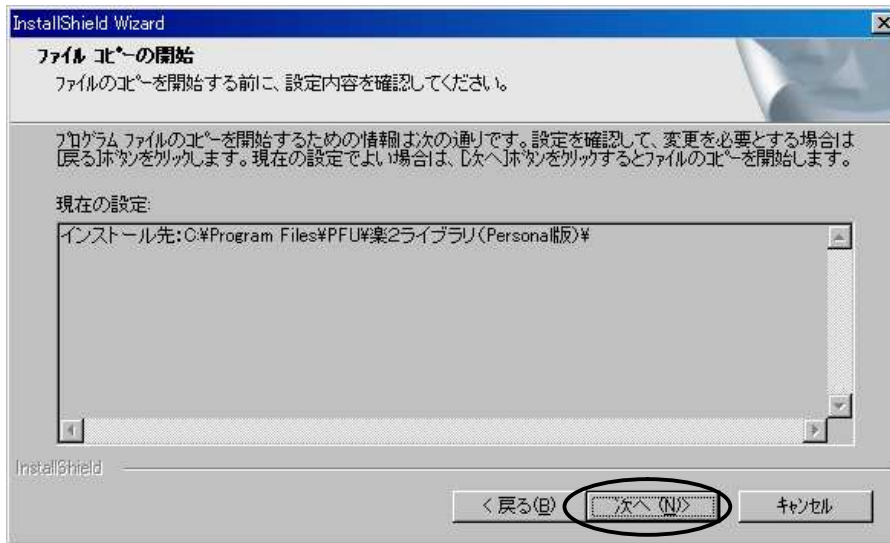 InstallShield Wizard
ファイル コピーの開始
ファイルのコピーを開始する前に、設定内容を確認してください。
プログラム ファイルのコピーを開始するための情報は次の通りです。設定を確認して、変更を必要とする場合は
[戻る]ボタンをクリックします。現在の設定でよい場合は、[次へ]ボタンをクリックするとファイルのコピーを開始します。
現在の設定:
インストール先:C:¥Program Files¥PFU¥楽2ライブラリ(Personal版)¥
InstallShield
< 戻る(B)
次へ (N)>
キャンセル